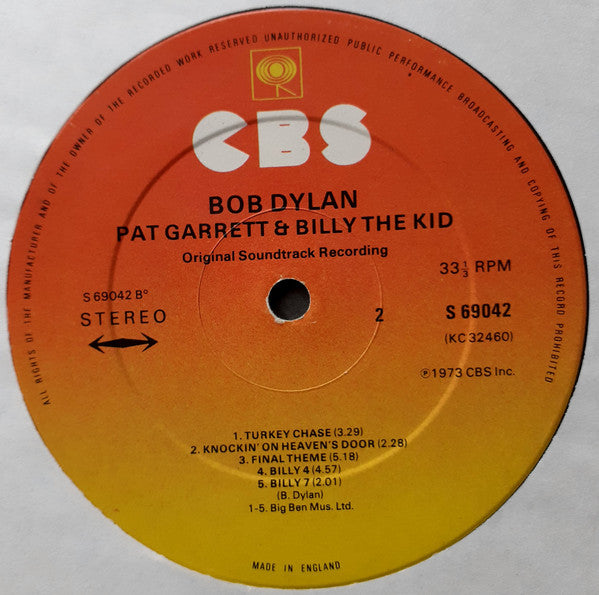 ALL RIGHTS OF THE MANUFACTURER AND OF THE OWNER OF THE RECORDED WORK RESERVED UNAUTHORIZED PUBLIC PERFORMANCE BROADCASTING AND COPYING OF THIS RECORD PROHIBITED
CBS
BOB DYLAN
PAT GARRETT & BILLY THE KID
Original Soundtrack Recording
33⅓ RPM
S 69042 Bº
STEREO
2
S 69042
(KC 32460)
℗1973 CBS Inc.
1. TURKEY CHASE (3.29)
2. KNOCKIN' ON HEAVEN'S DOOR (2.28)
3. FINAL THEME (5.18)
4. BILLY 4 (4.57)
5. BILLY 7 (2.01)
(B. Dylan)
1-5. Big Ben Mus. Ltd.
MADE IN ENGLAND